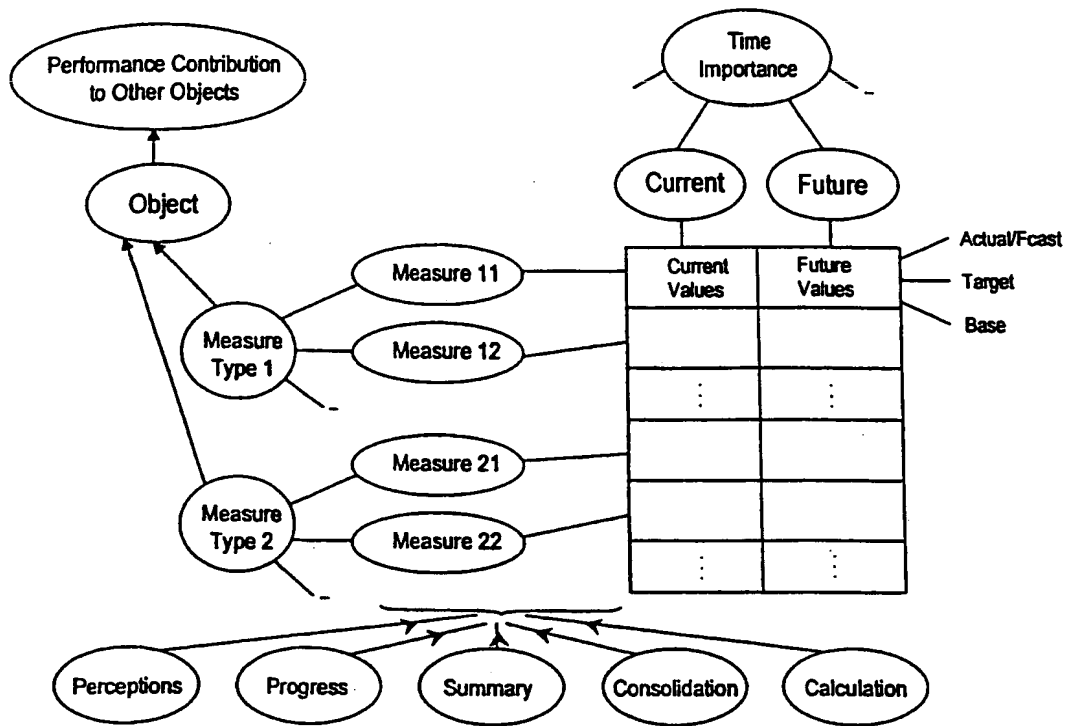 Performance Contribution
to Other Objects
Time
Importance
Object
Current
Future
Measure 11
Current
Values
Future
Values
Actual/Fcast
Target
Base
Measure
Type 1
Measure 12
Measure 21
Measure
Type 2
Measure 22
Perceptions
Progress
Summary
Consolidation
Calculation